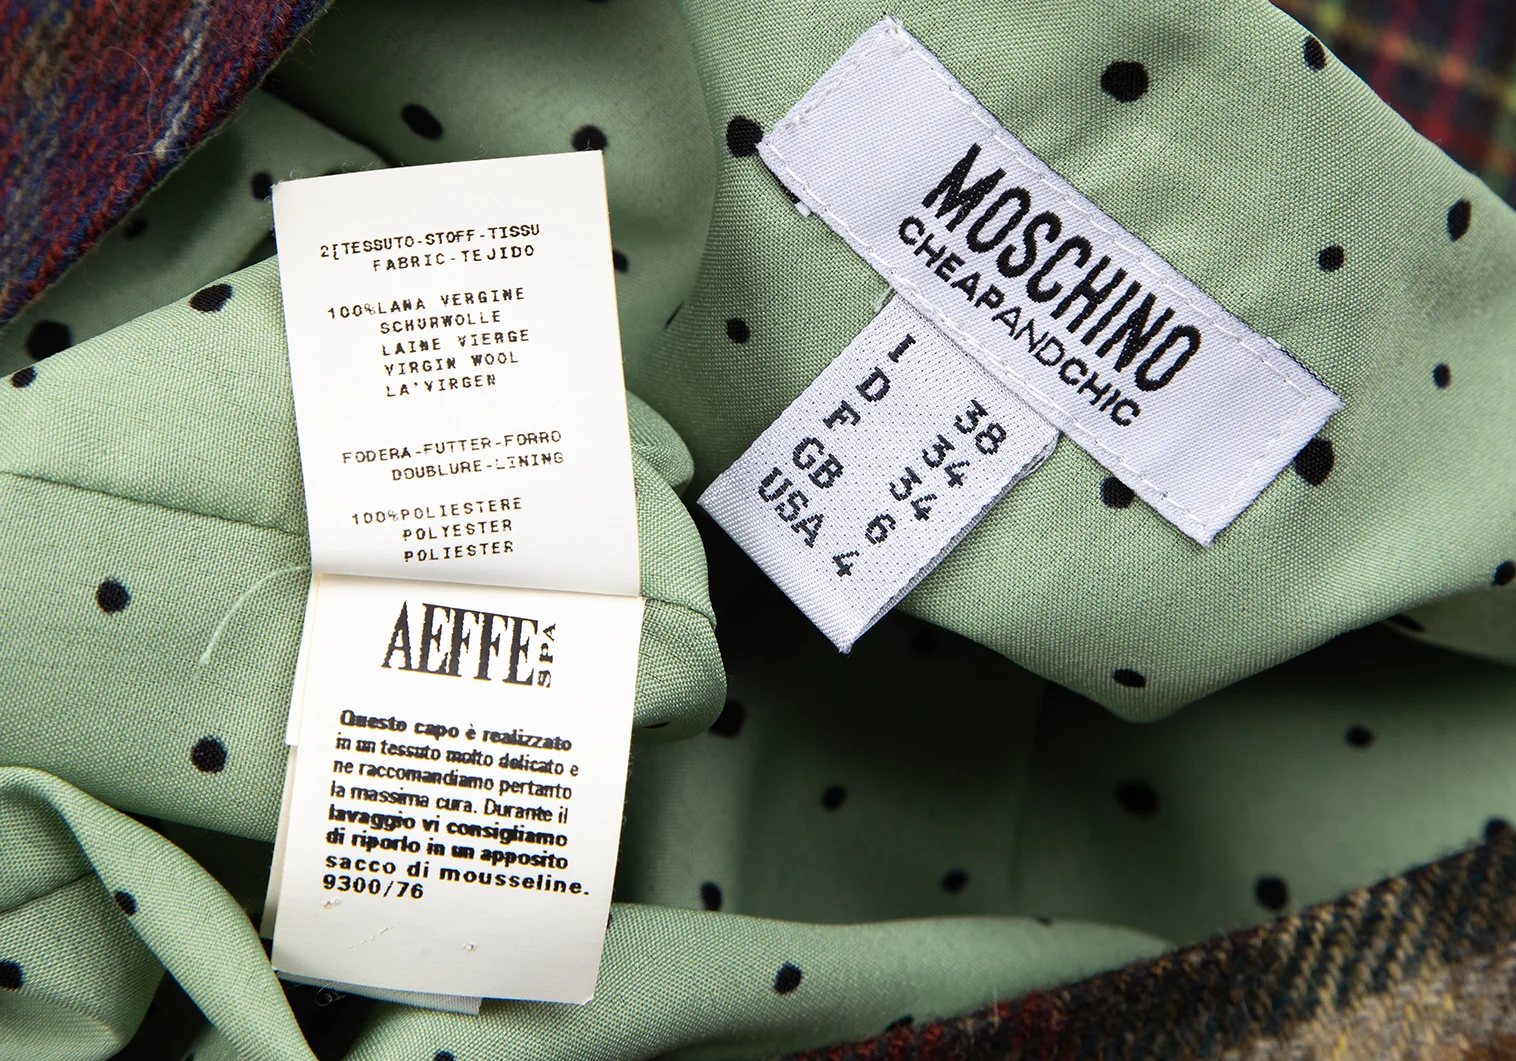 2[TESSUTO-STOFF-TISSU
FABRIC-TEJIDO
100%LANA VERGINE
SCHURWOLLE
LAINE VIERGE
VIRGIN WOOL
LA'VIRGEN
FODERA-FUTTER-FORRO
DOUBLURE-LINING
100%POLIESTERE
POLYESTER
POLIESTER
AEFFE SPA
Questo capo è realizzato
in un tessuto molto delicato e
ne raccomandiamo pertanto
la massima cura. Durante il
lavaggio vi consigliamo
di riporlo in un apposito
sacco di mousseline.
9300/76
MOSCHINO
CHEAPANDCHIC
I 38
D 34
F 34
GB 6
USA 4